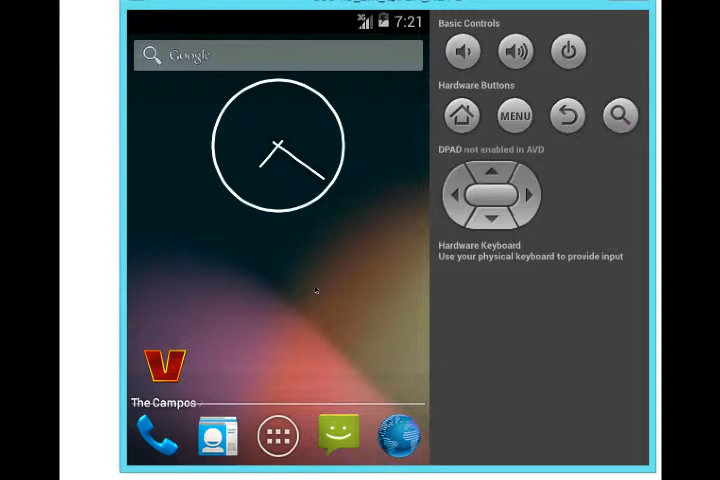 3G 7:21
Google
The Campos
Basic Controls
Hardware Buttons
MENU
DPAD not enabled in AVD
Hardware Keyboard
Use your physical keyboard to provide input